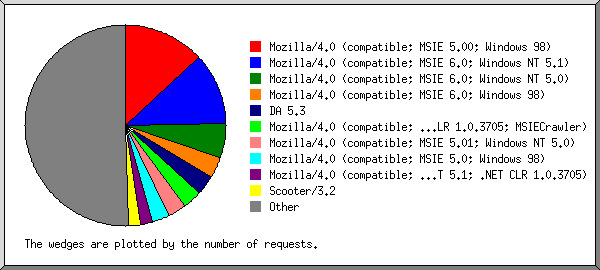 Mozilla/4.0 (compatible; MSIE 5.00; Windows 98)
Mozilla/4.0 (compatible; MSIE 6.0; Windows NT 5.1)
Mozilla/4.0 (compatible; MSIE 6.0; Windows NT 5.0)
Mozilla/4.0 (compatible; MSIE 6.0; Windows 98)
DA 5.3
Mozilla/4.0 (compatible; ...LR 1.0.3705; MSIECrawler)
Mozilla/4.0 (compatible; MSIE 5.01; Windows NT 5.0)
Mozilla/4.0 (compatible; MSIE 5.0; Windows 98)
Mozilla/4.0 (compatible; ...T 5.1; .NET CLR 1.0.3705)
Scooter/3.2
Other
The wedges are plotted by the number of requests.